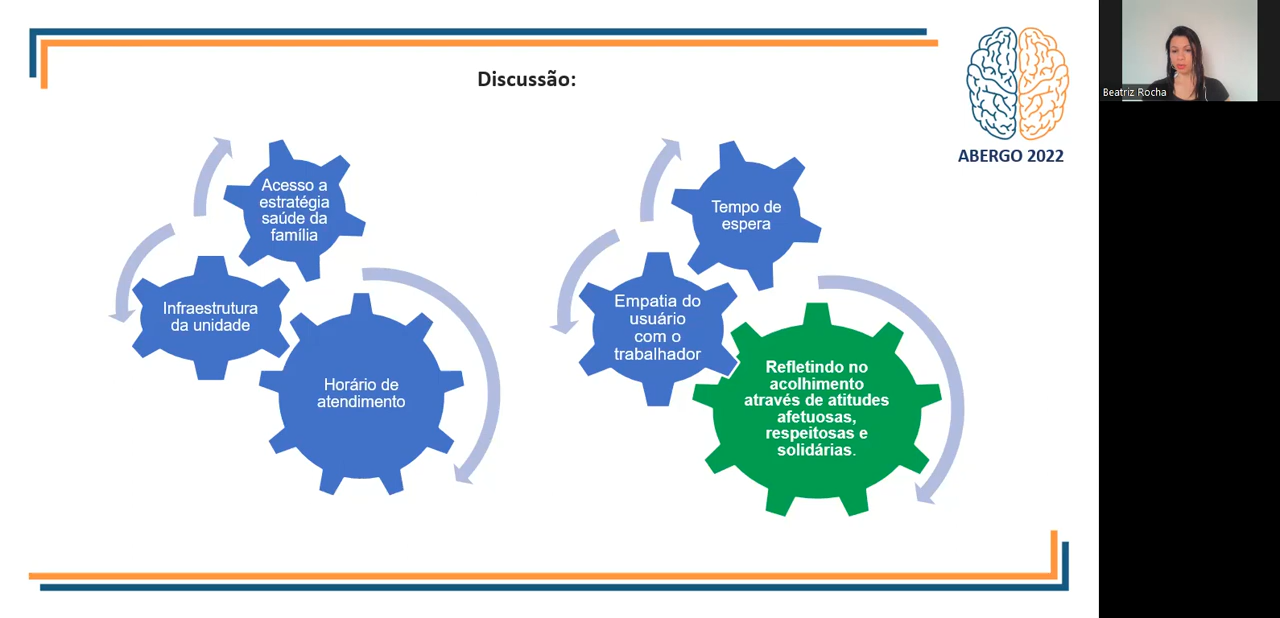 Discussão:
ABERGO 2022
Beatriz Rocha
Acesso a
estratégia
saúde da
família
Infraestrutura
da unidade
Horário de
atendimento
Tempo de
espera
Empatia do
usuário
com o
trabalhador
Refletindo no
acolhimento
através de atitudes
afetuosas,
respeitosas e
solidárias.